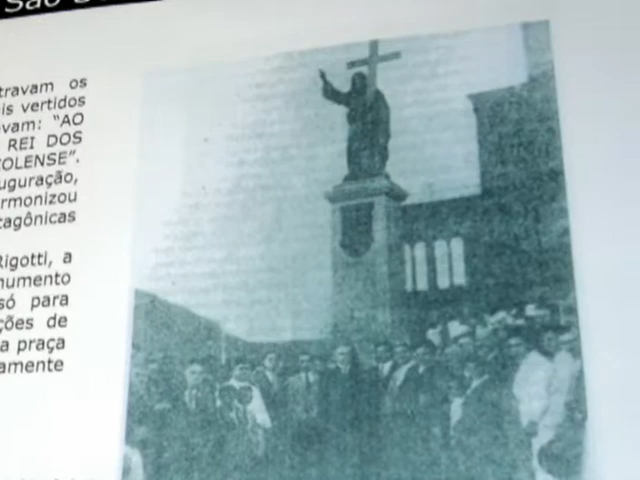 São
travam os
is vertidos
vam: "AO
REI DOS
OLENSE".
uguração,
rmonizou
tagônicas
Rigotti, a
numento
só para
ções de
a praça
amente